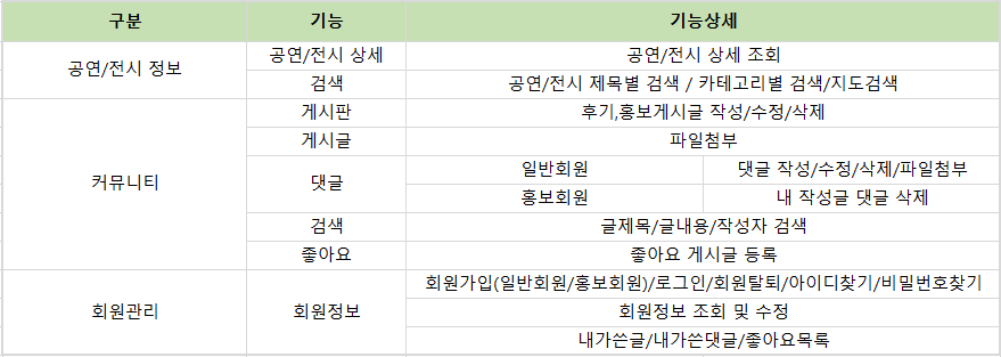 구분 기능 기능상세
공연/전시 정보 공연/전시 상세 공연/전시 상세 조회
검색 공연/전시 제목별 검색 / 카테고리별 검색/지도검색
커뮤니티 게시판 후기,홍보게시글 작성/수정/삭제
게시글 파일첨부
댓글 일반회원 댓글 작성/수정/삭제/파일첨부
홍보회원 내 작성글 댓글 삭제
검색 글제목/글내용/작성자 검색
좋아요 좋아요 게시글 등록
회원관리 회원정보 회원가입(일반회원/홍보회원)/로그인/회원탈퇴/아이디찾기/비밀번호찾기
회원정보 조회 및 수정
내가쓴글/내가쓴댓글/좋아요목록